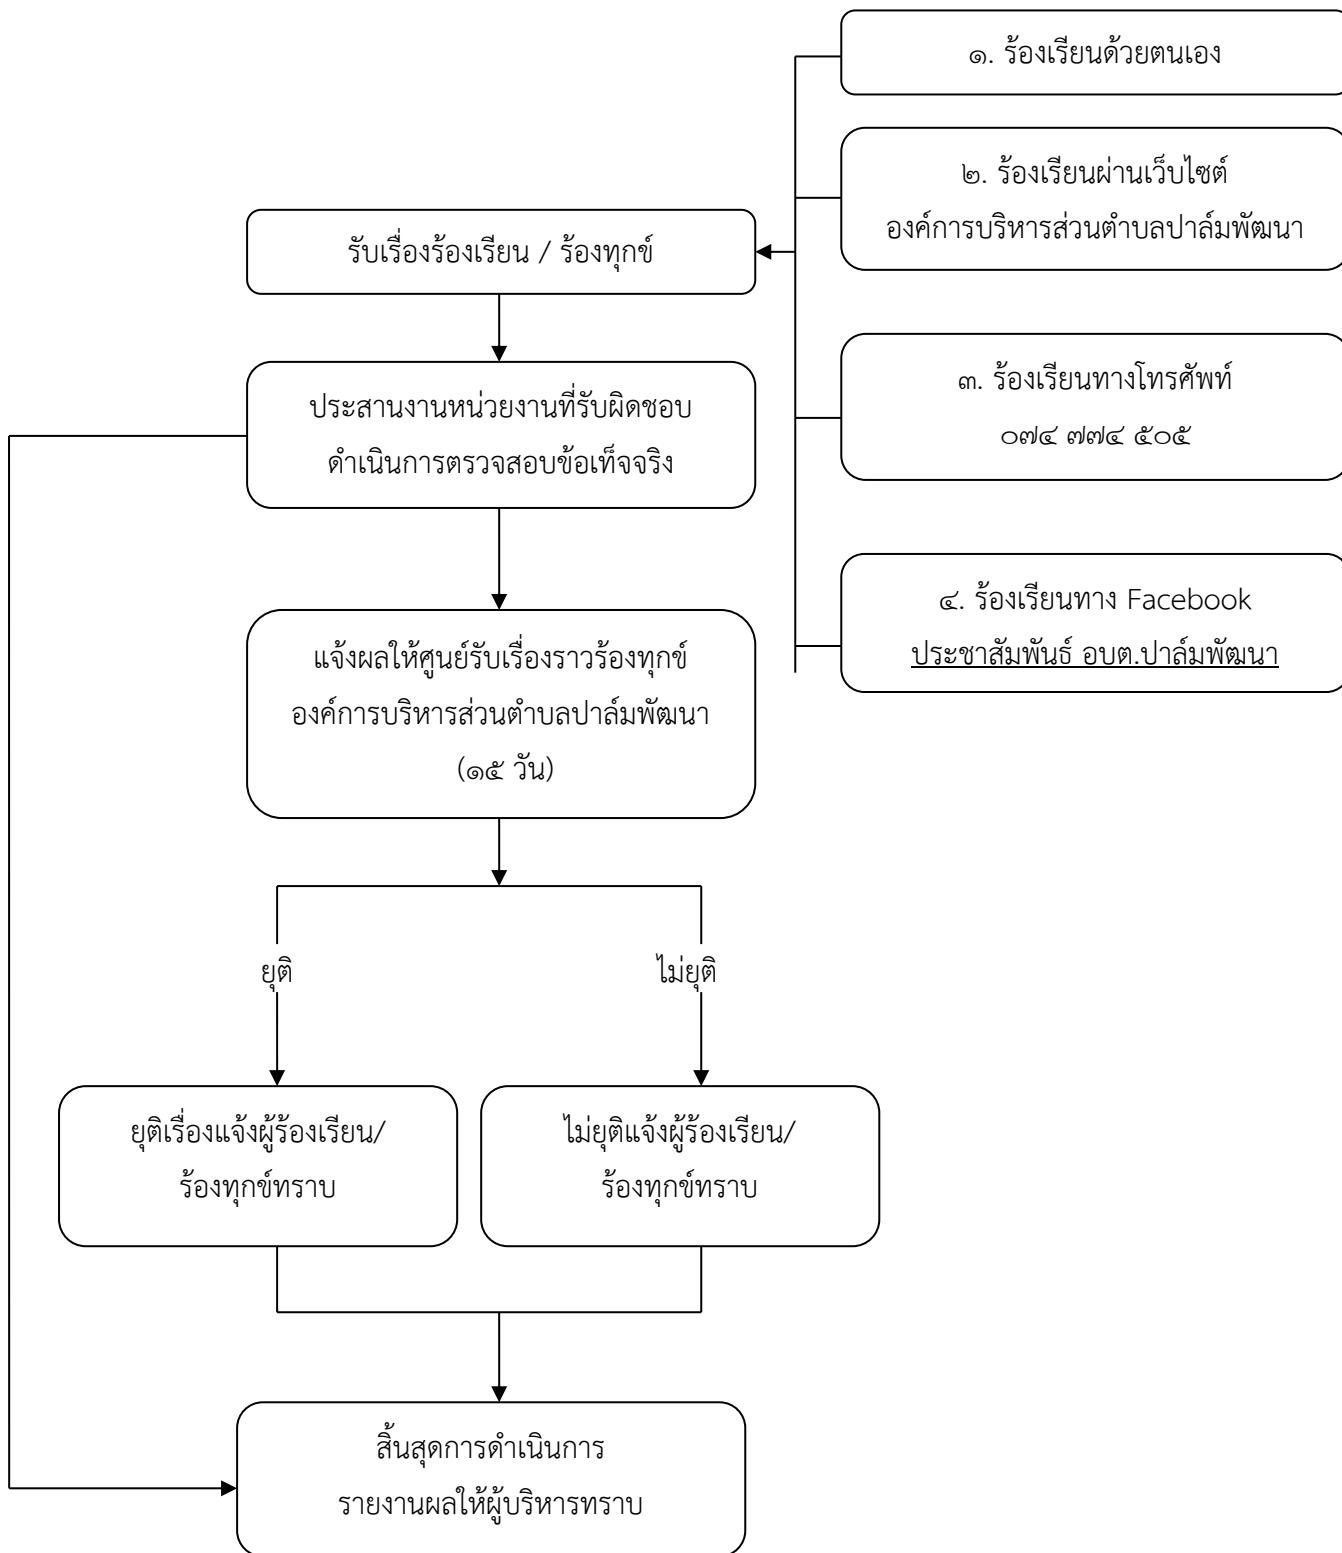 ๑. ร้องเรียนด้วยตนเอง
๒. ร้องเรียนผ่านเว็บไซต์
องค์การบริหารส่วนตำบลปาล์มพัฒนา
รับเรื่องร้องเรียน / ร้องทุกข์
๓. ร้องเรียนทางโทรศัพท์
๐๗๔ ๗๗๔ ๕๐๕
ประสานงานหน่วยงานที่รับผิดชอบ
ดำเนินการตรวจสอบข้อเท็จจริง
๔. ร้องเรียนทาง Facebook
ประชาสัมพันธ์ อบต.ปาล์มพัฒนา
แจ้งผลให้ศูนย์รับเรื่องราวร้องทุกข์
องค์การบริหารส่วนตำบลปาล์มพัฒนา
(๑๕ วัน)
ยุติ
ไม่ยุติ
ยุติเรื่องแจ้งผู้ร้องเรียน/
ร้องทุกข์ทราบ
ไม่ยุติแจ้งผู้ร้องเรียน/
ร้องทุกข์ทราบ
สิ้นสุดการดำเนินการ
รายงานผลให้ผู้บริหารทราบ